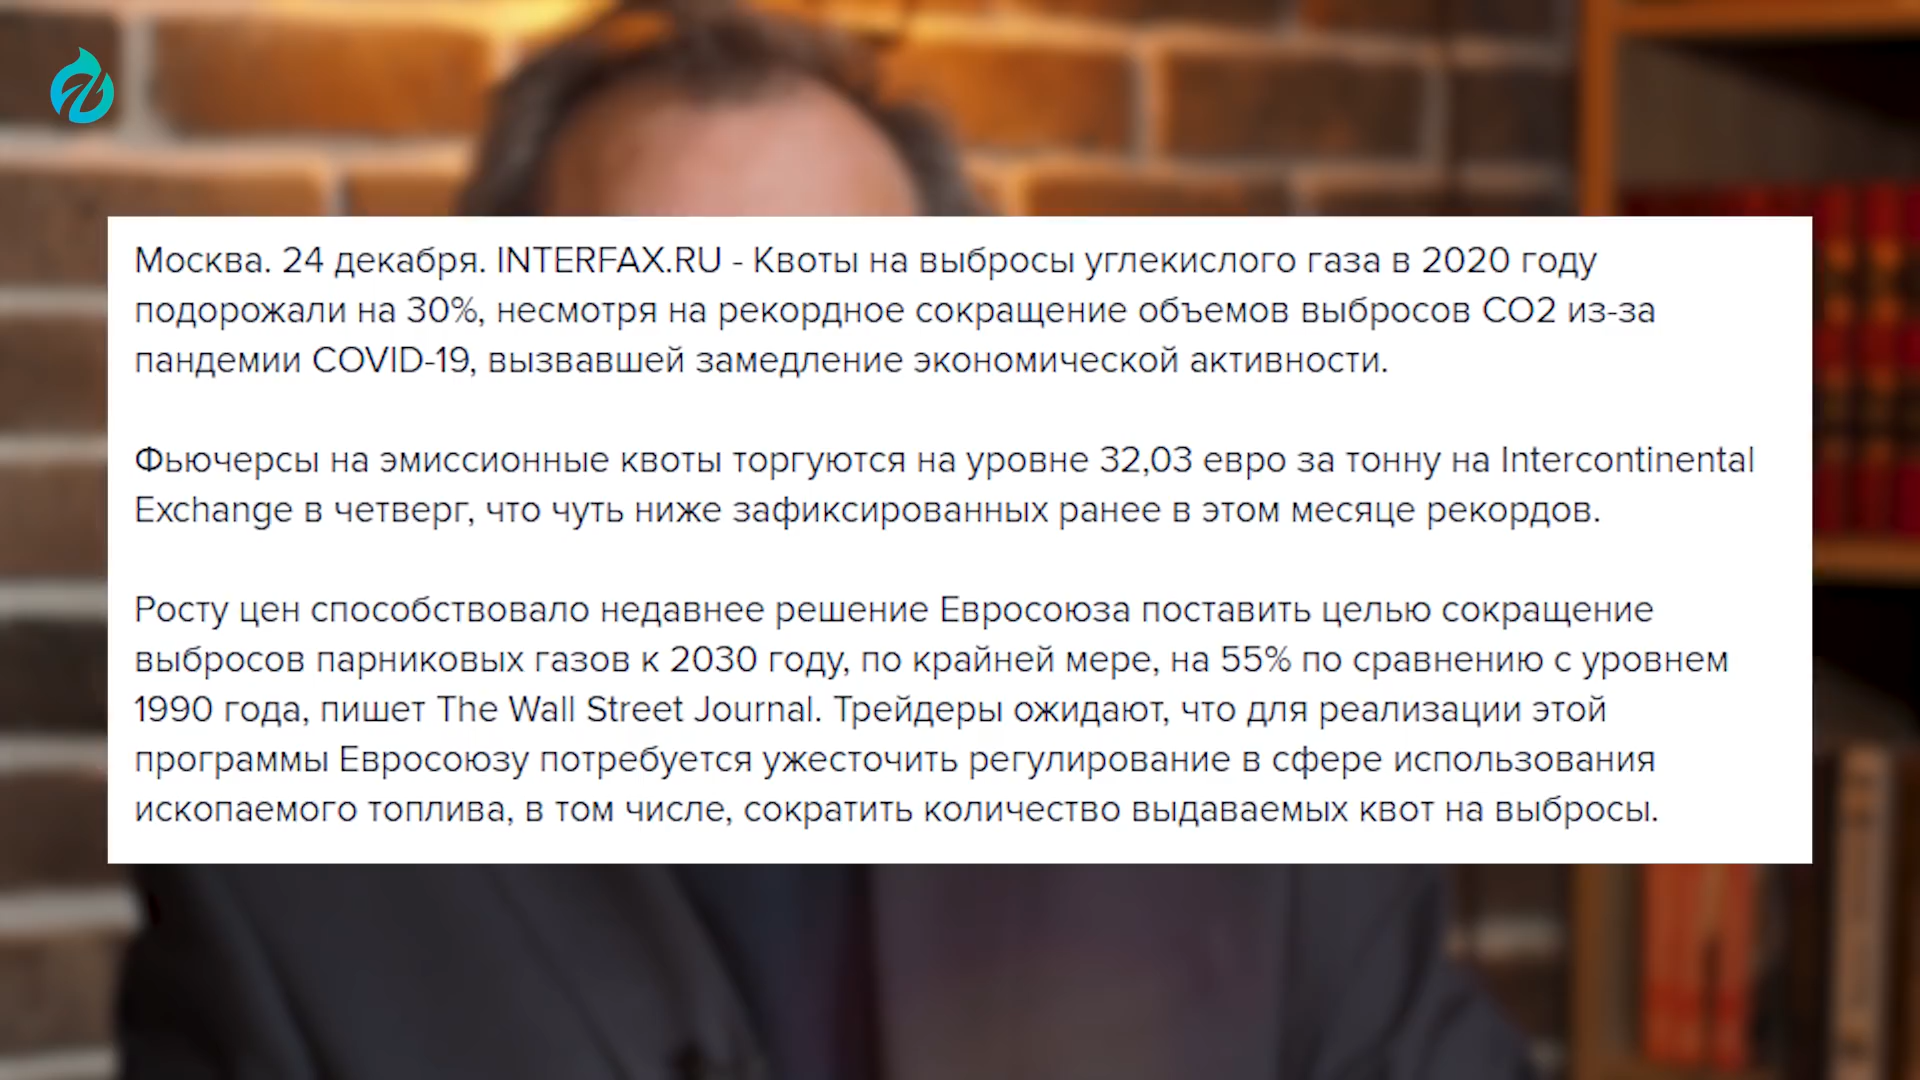 Москва. 24 декабря. INTERFAX.RU - Квоты на выбросы углекислого газа в 2020 году
подорожали на 30%, несмотря на рекордное сокращение объемов выбросов CO2 из-за
пандемии COVID-19, вызвавшей замедление экономической активности.
Фьючерсы на эмиссионные квоты торгуются на уровне 32,03 евро за тонну на Intercontinental
Exchange в четверг, что чуть ниже зафиксированных ранее в этом месяце рекордов.
Росту цен способствовало недавнее решение Евросоюза поставить целью сокращение
выбросов парниковых газов к 2030 году, по крайней мере, на 55% по сравнению с уровнем
1990 года, пишет The Wall Street Journal. Трейдеры ожидают, что для реализации этой
программы Евросоюзу потребуется ужесточить регулирование в сфере использования
ископаемого топлива, в том числе, сократить количество выдаваемых квот на выбросы.